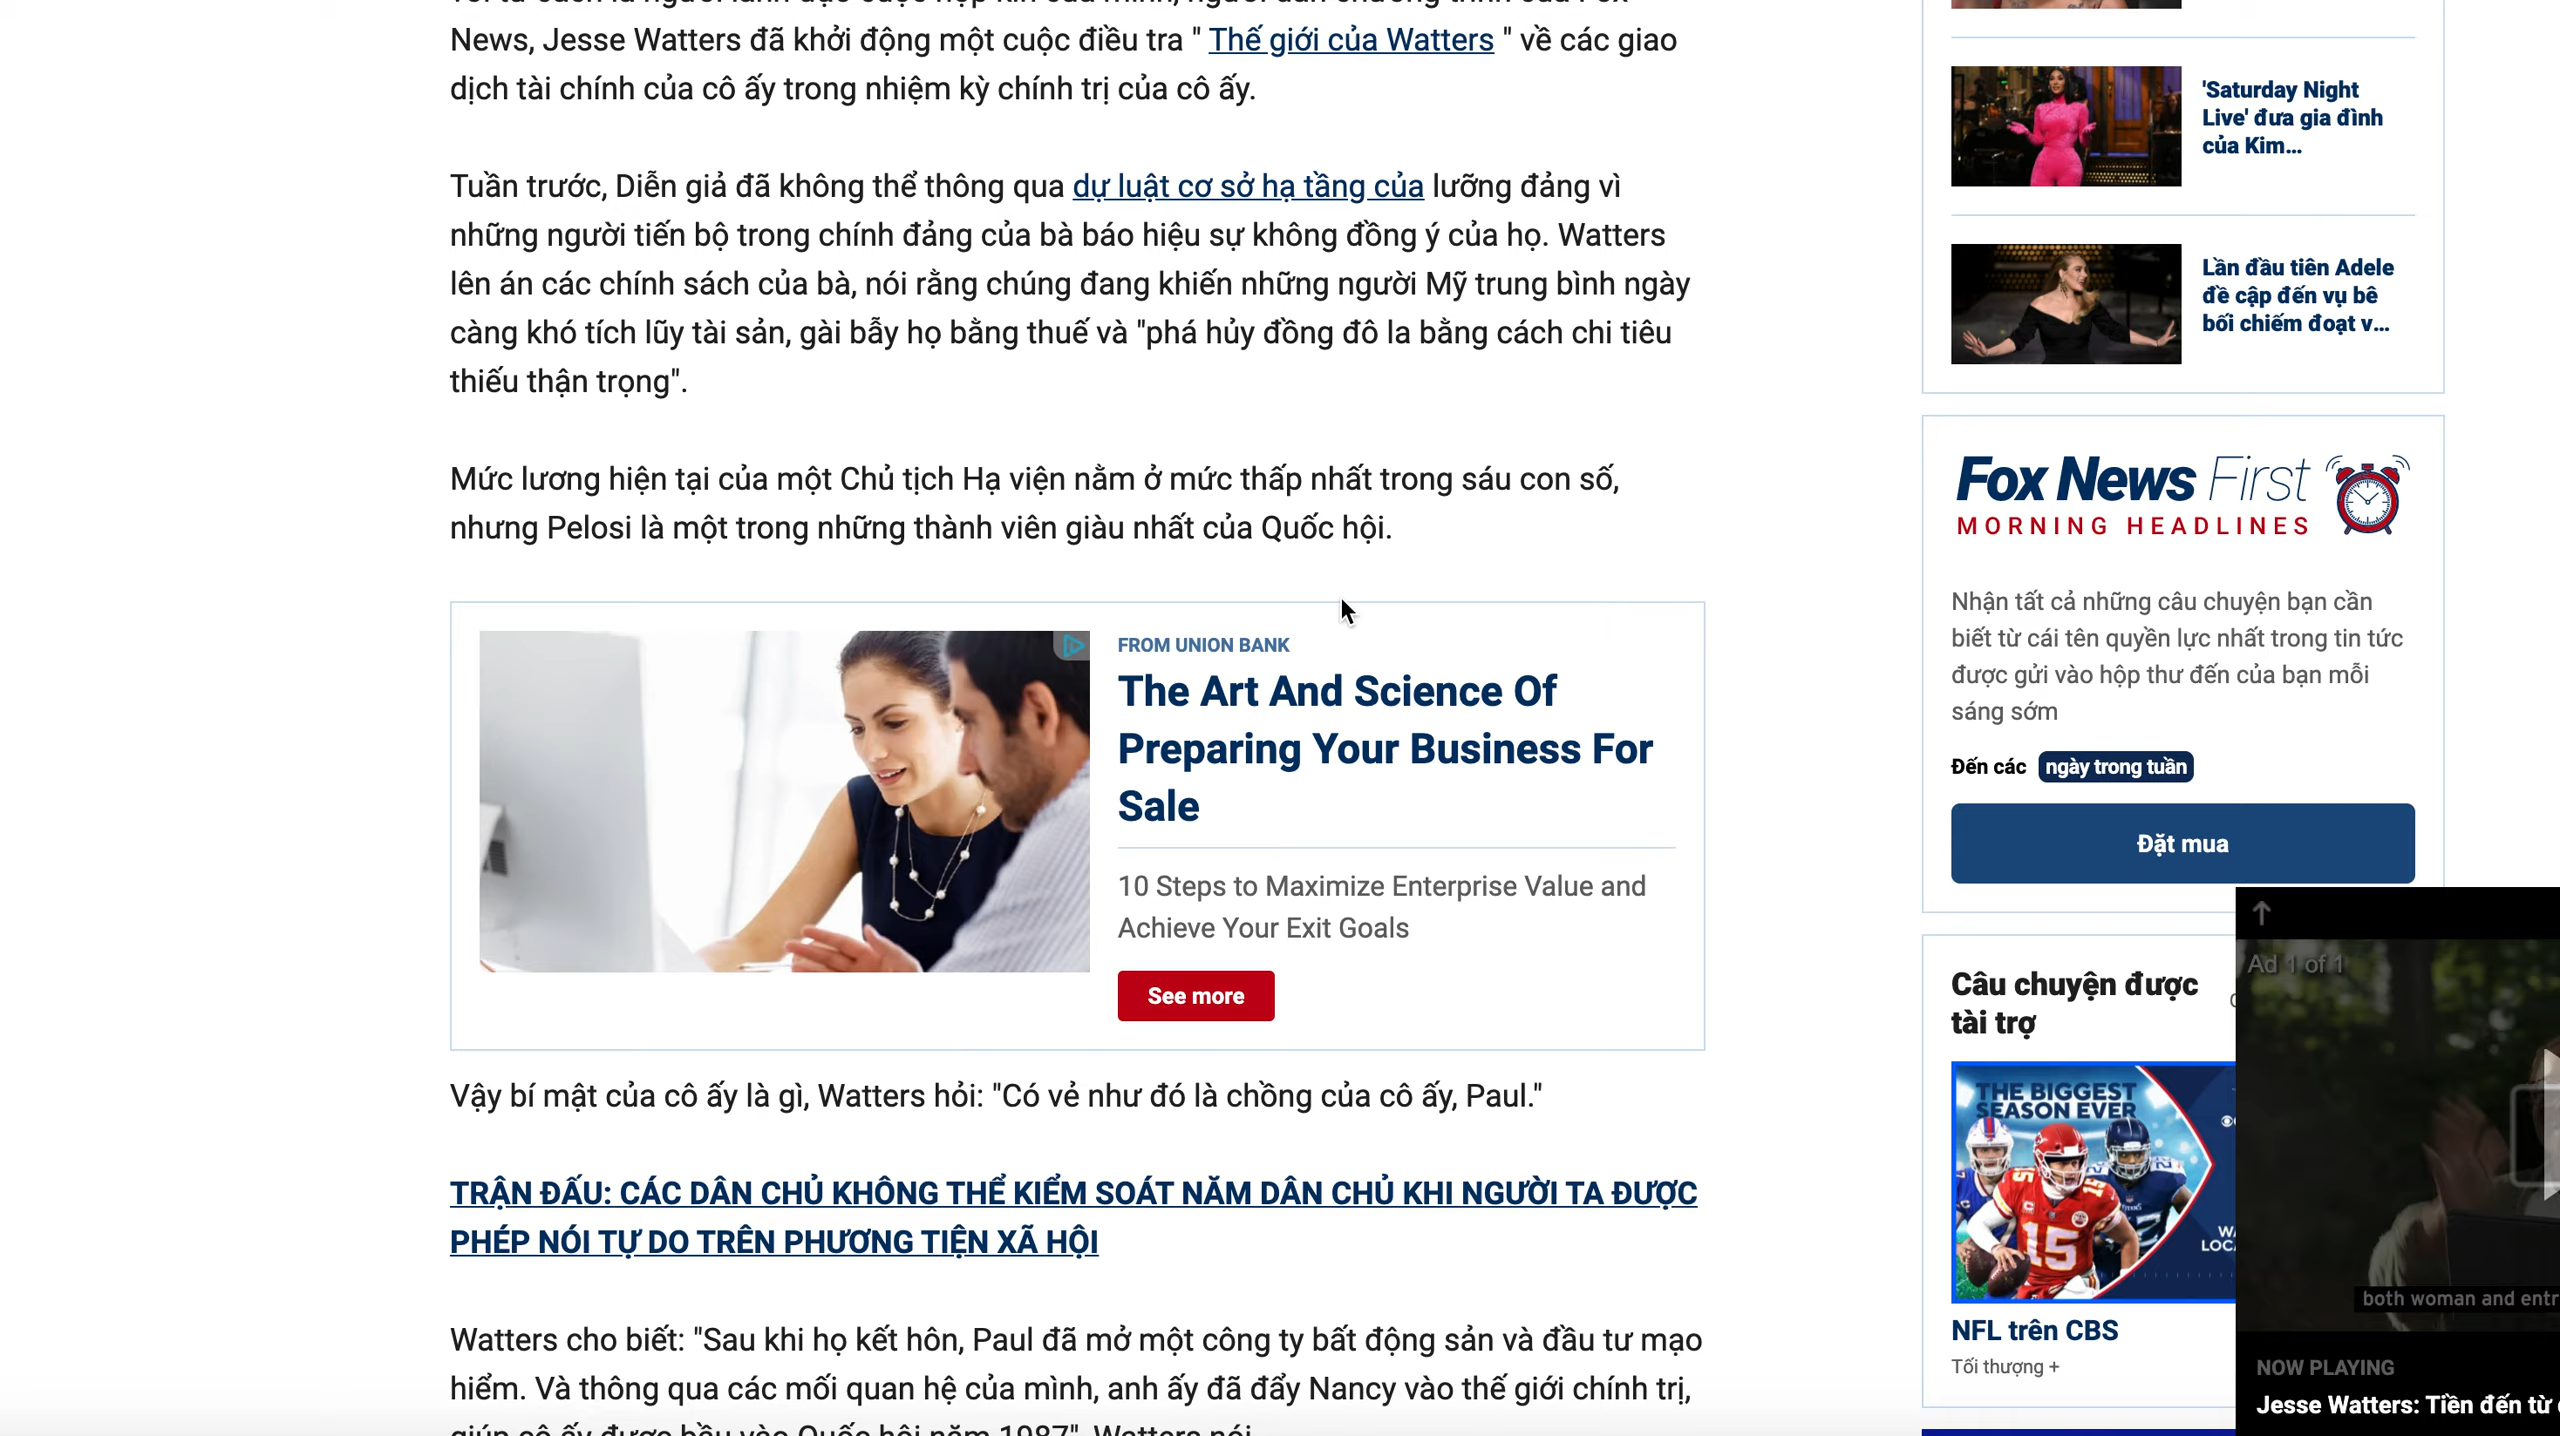 News, Jesse Watters đã khởi động một cuộc điều tra " Thế giới của Watters " về các giao
dịch tài chính của cô ấy trong nhiệm kỳ chính trị của cô ấy.
Tuần trước, Diễn giả đã không thể thông qua dự luật cơ sở hạ tầng của lưỡng đảng vì
những người tiến bộ trong chính đảng của bà báo hiệu sự không đồng ý của họ. Watters
lên án các chính sách của bà, nói rằng chúng đang khiến những người Mỹ trung bình ngày
càng khó tích lũy tài sản, gài bẫy họ bằng thuế và "phá hủy đồng đô la bằng cách chi tiêu
thiếu thận trọng".
Mức lương hiện tại của một Chủ tịch Hạ viện nằm ở mức thấp nhất trong sáu con số,
nhưng Pelosi là một trong những thành viên giàu nhất của Quốc hội.
FROM UNION BANK
The Art And Science Of
Preparing Your Business For
Sale
10 Steps to Maximize Enterprise Value and
Achieve Your Exit Goals
See more
Vậy bí mật của cô ấy là gì, Watters hỏi: "Có vẻ như đó là chồng của cô ấy, Paul."
TRẬN ĐẤU: CÁC DÂN CHỦ KHÔNG THỂ KIỂM SOÁT NĂM DÂN CHỦ KHI NGƯỜI TA ĐƯỢC
PHÉP NÓI TỰ DO TRÊN PHƯƠNG TIỆN XÃ HỘI
Watters cho biết: "Sau khi họ kết hôn, Paul đã mở một công ty bất động sản và đầu tư mạo
hiểm. Và thông qua các mối quan hệ của mình, anh ấy đã đẩy Nancy vào thế giới chính trị,
giúp cô ấy được bầu vào Quốc hội năm 1987", Watters nói.
'Saturday Night
Live' đưa gia đình
của Kim...
Lần đầu tiên Adele
đề cập đến vụ bê
bối chiếm đoạt v...
Fox News First
MORNING HEADLINES
Nhận tất cả những câu chuyện bạn cần
biết từ cái tên quyền lực nhất trong tin tức
được gửi vào hộp thư đến của bạn mỗi
sáng sớm
Đến các ngày trong tuần
Đặt mua
Câu chuyện được
tài trợ
THE BIGGEST
SEASON EVER
15
NFL trên CBS
Tối thượng +
Ad 1 of 1
both woman and entr
NOW PLAYING
Jesse Watters: Tiền đến từ